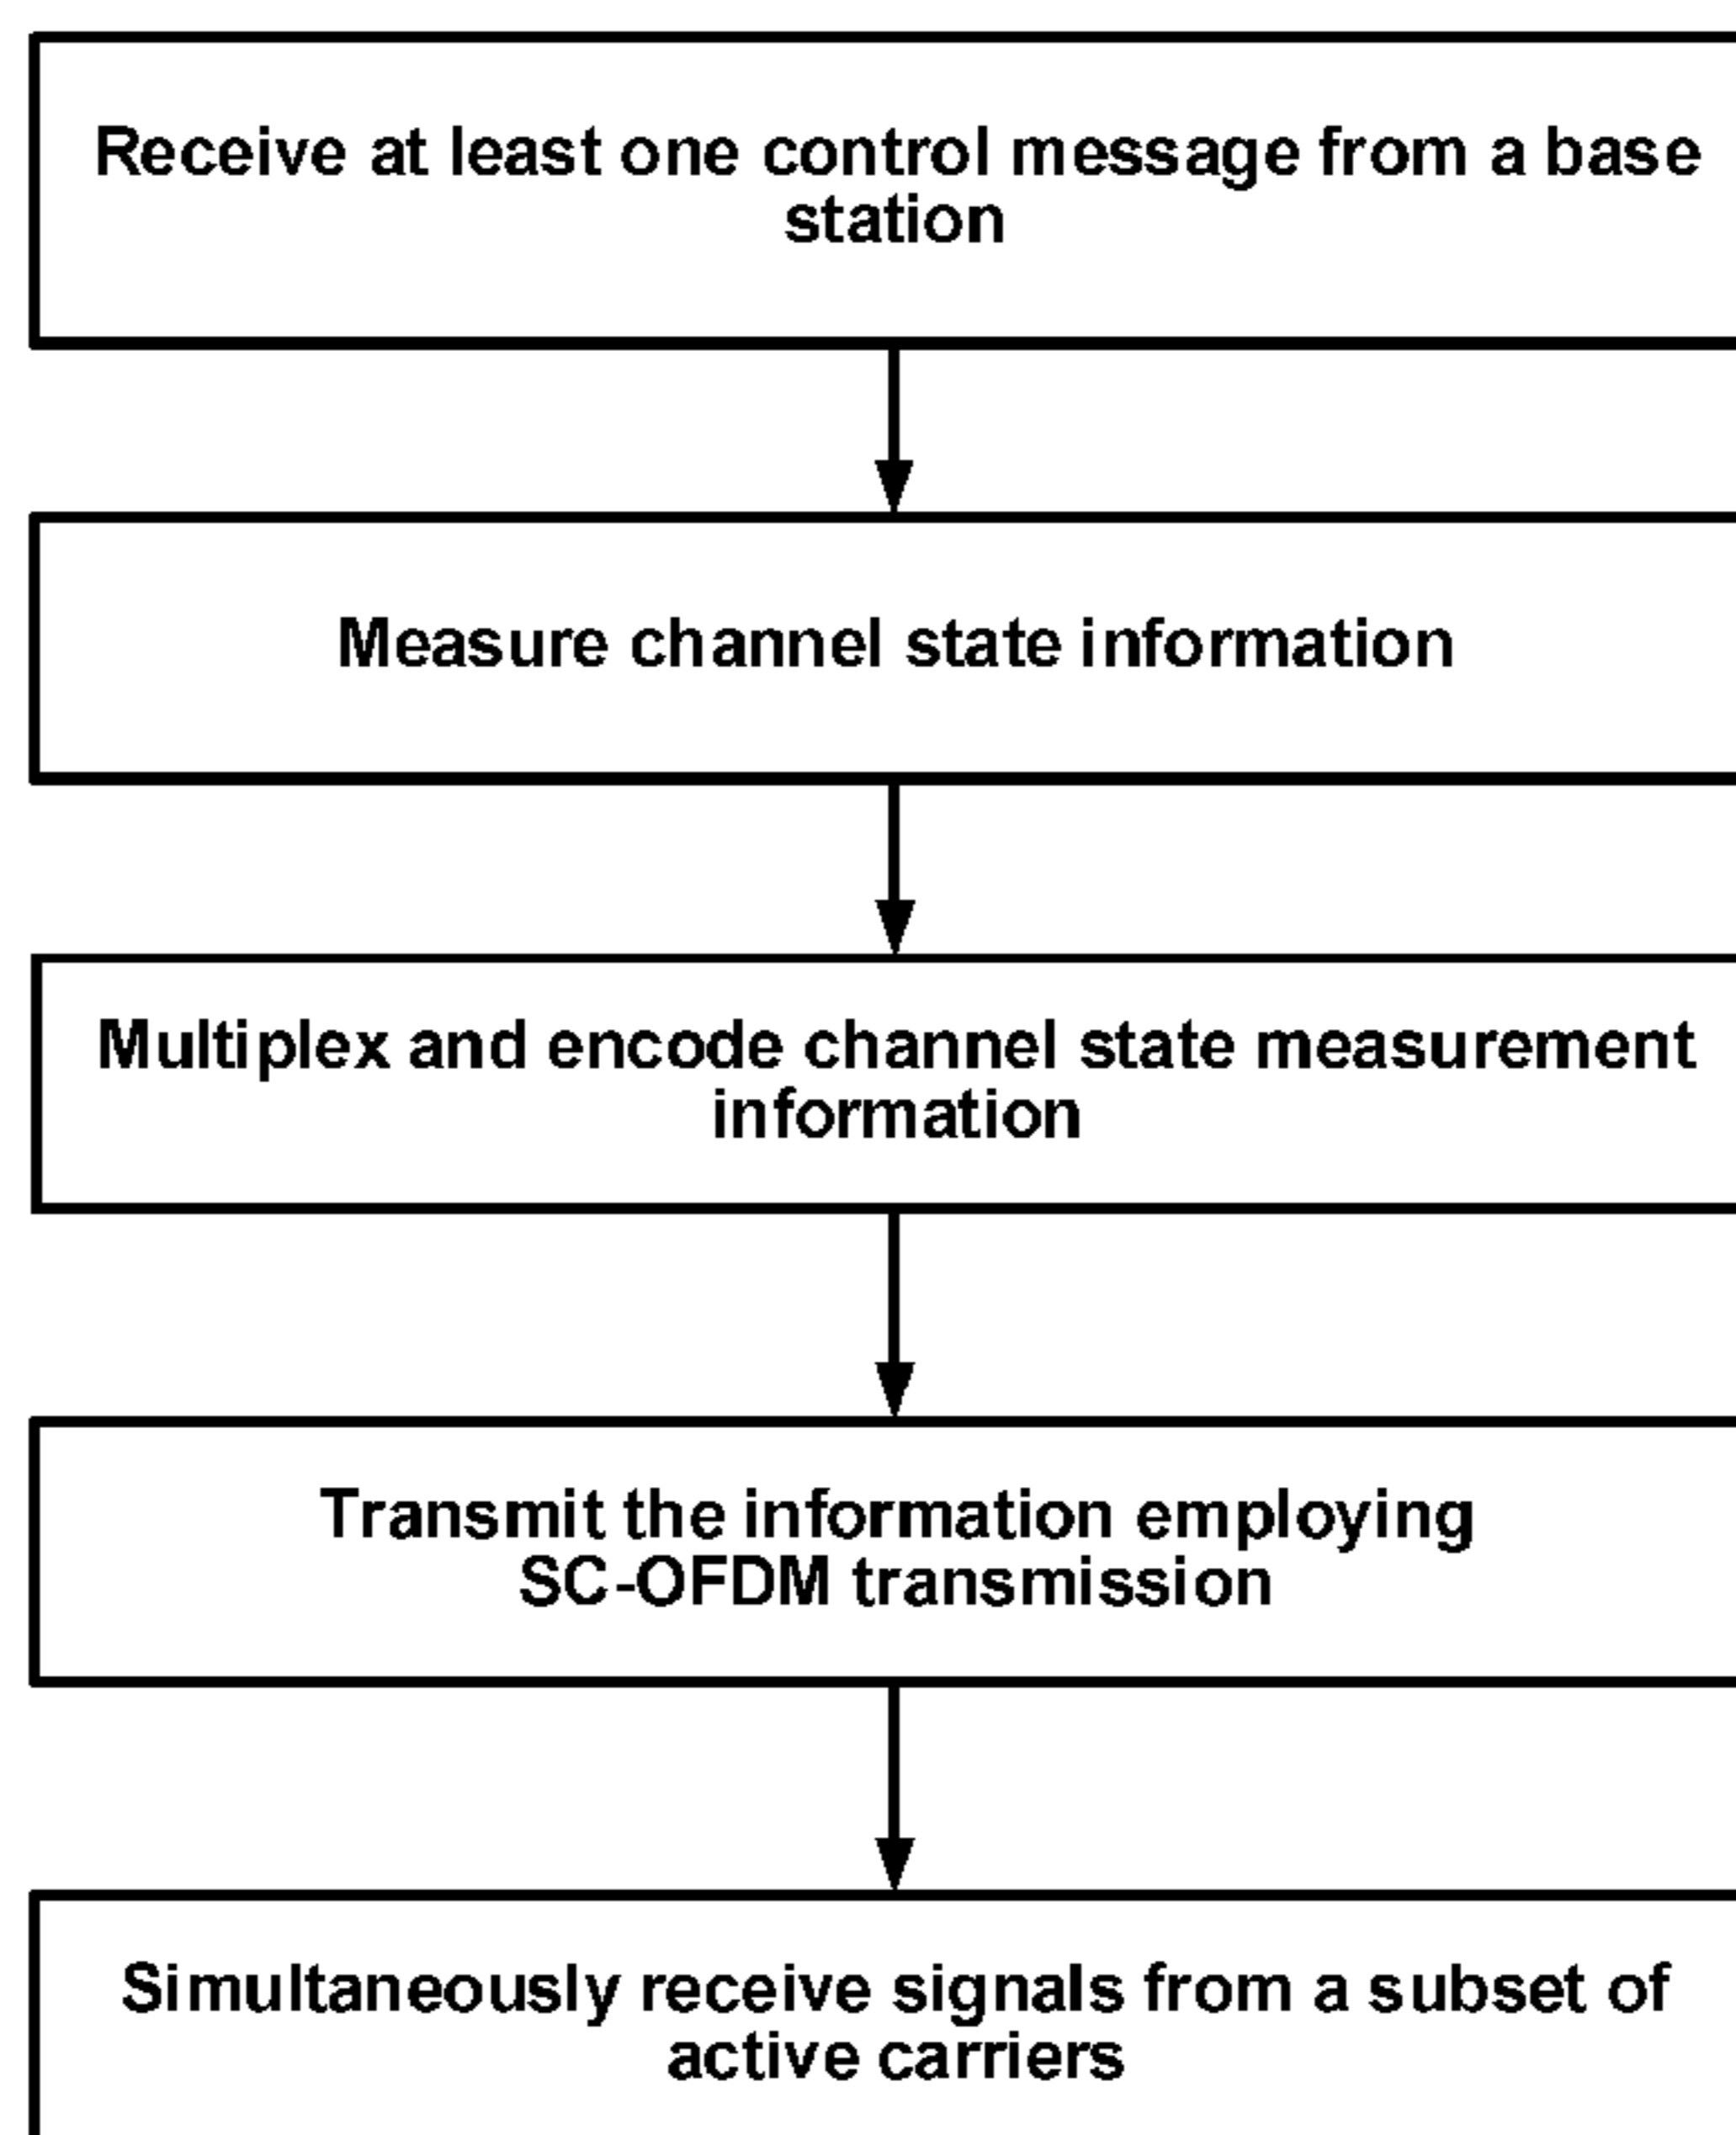 Receive at least one control message from a base
station
Measure channel state information
Multiplex and encode channel state measurement
information
Transmit the information employing
SC-OFDM transmission
Simultaneously receive signals from a subset of
active carriers